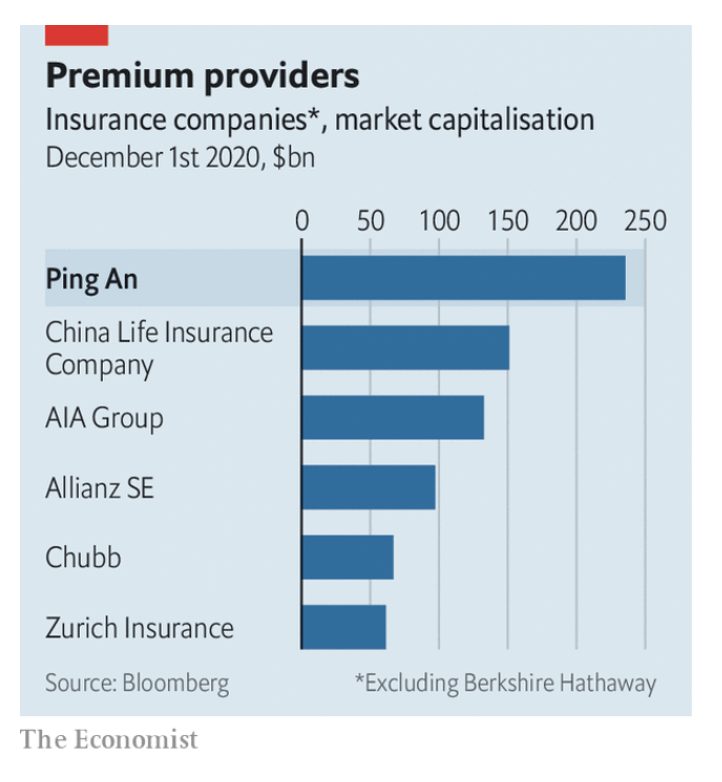 Premium providers
Insurance companies*, market capitalisation
December 1st 2020, $bn
0 50 100 150 200 250
Ping An
China Life Insurance
Company
AIA Group
Allianz SE
Chubb
Zurich Insurance
Source: Bloomberg *Excluding Berkshire Hathaway
The Economist